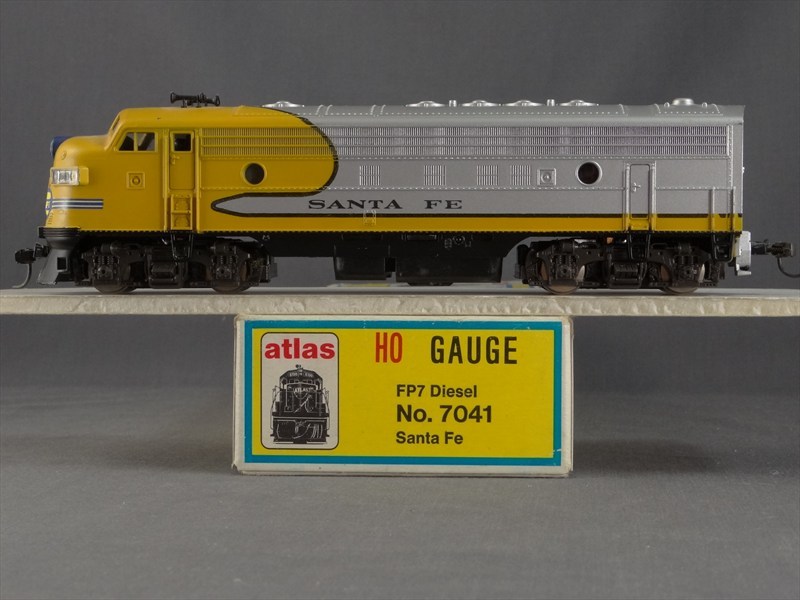 SANTA FE
atlas
HO GAUGE
FP7 Diesel
No. 7041
Santa Fe